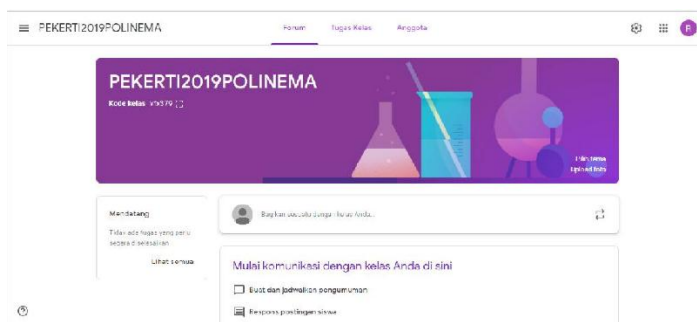 PEKERTI2019POLINEMA
Forum
Tugas Kelas
Anggota
R
PEKERTI2019POLINEMA
Kode kelas
Pilih tema
Upload foto
Mendatang
Tidak ada tugas yang perlu
segera diselesaikan
Lihat semua
Bagikan sesuatu dengan kelas Anda...
Mulai komunikasi dengan kelas Anda di sini
Buat dan jadwalkan pengumuman
Respons postingan siswa